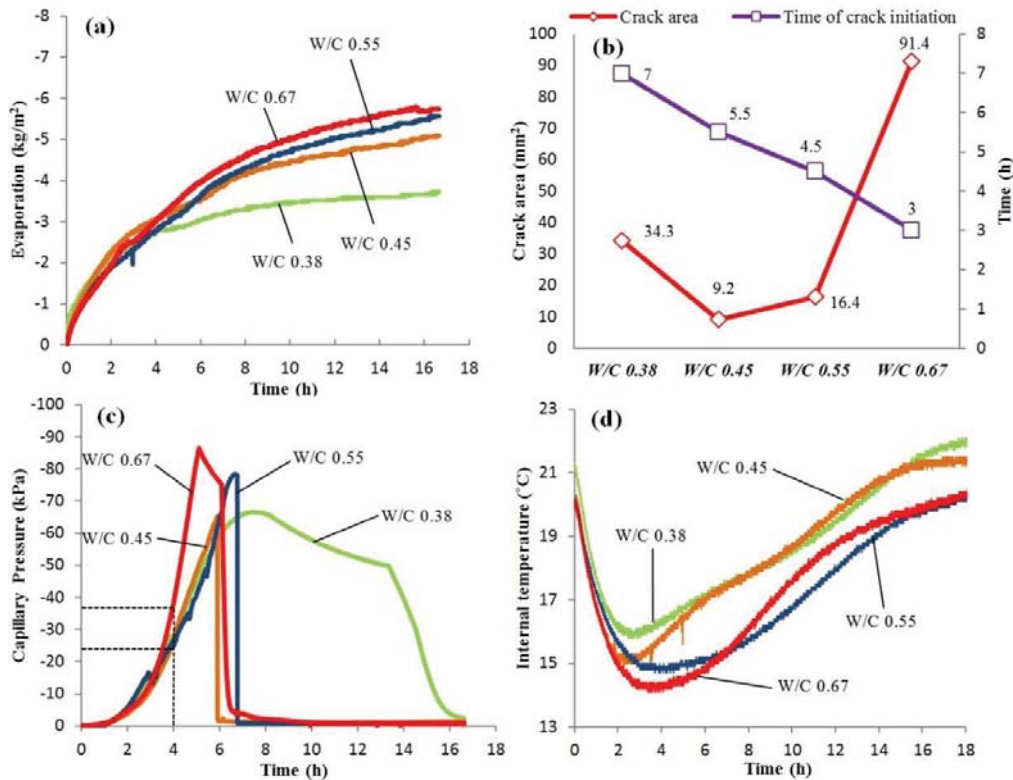 (a)
-8
-7
-6
-5
-4
-3
-2
-1
0
Evaporation (kg/m²)
W/C 0.55
W/C 0.67
W/C 0.45
W/C 0.38
0 2 4 6 8 10 12 14 16 18
Time (h)
Crack area Time of crack initiation
(b)
100
90
80
70
60
50
40
30
20
10
0
Crack area (mm²)
8
7
6
5
4
3
2
1
0
Time (h)
91.4
7
5.5
4.5
3
34.3
9.2
16.4
W/C 0.38 W/C 0.45 W/C 0.55 W/C 0.67
(c)
-100
-90
-80
-70
-60
-50
-40
-30
-20
-10
0
Capillary Pressure (kPa)
W/C 0.67
W/C 0.55
W/C 0.45
W/C 0.38
0 2 4 6 8 10 12 14 16 18
Time (h)
(d)
23
21
19
17
15
13
Internal temperature (˚C)
W/C 0.45
W/C 0.38
W/C 0.55
W/C 0.67
0 2 4 6 8 10 12 14 16 18
Time (h)